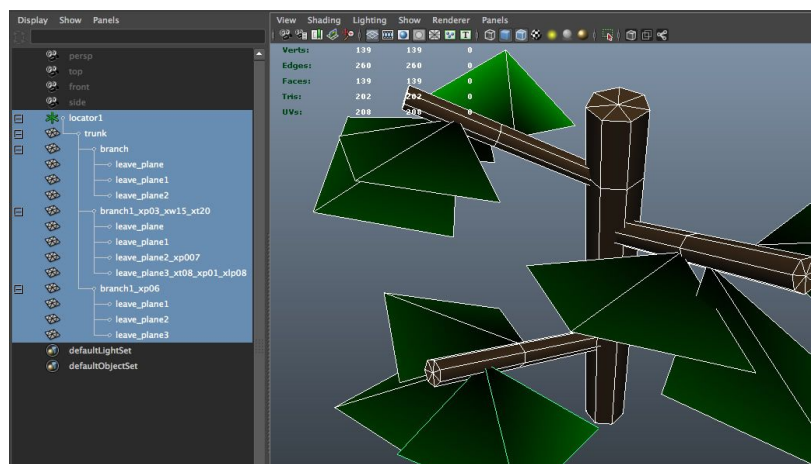 Display Show Panels
View Shading Lighting Show Renderer Panels
persp
top
front
side
locator1
trunk
branch
leave_plane
leave_plane1
leave_plane2
branch1_xp03_xw15_xt20
leave_plane
leave_plane1
leave_plane2_xp007
leave_plane3_xt08_xp01_xlp08
branch1_xp06
leave_plane1
leave_plane2
leave_plane3
defaultLightSet
defaultObjectSet
Verts: 139 139 0
Edges: 260 260 0
Faces: 139 139 0
Tris: 202 202 0
UVs: 208 208 0